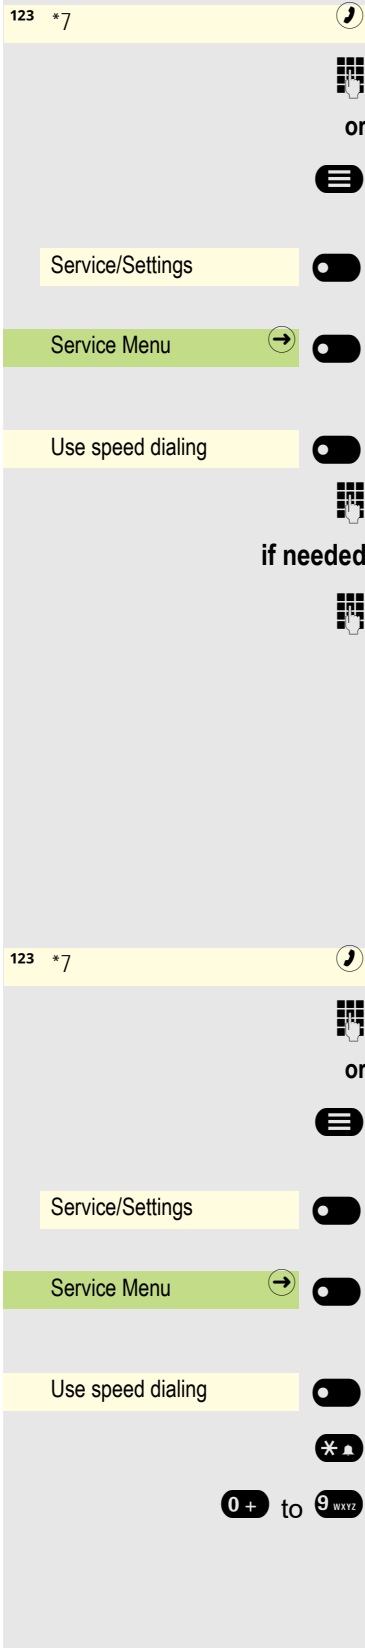 123 *7
or
Service/Settings
Service Menu
Use speed dialing
if needed
123 *7
or
Service/Settings
Service Menu
Use speed dialing
0 + to 9 WXYZ